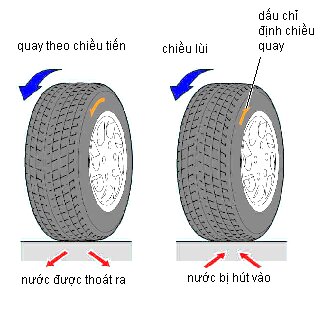 quay theo chiều tiến
chiều lùi
dấu chỉ
định chiều
quay
nước được thoát ra
nước bị hút vào